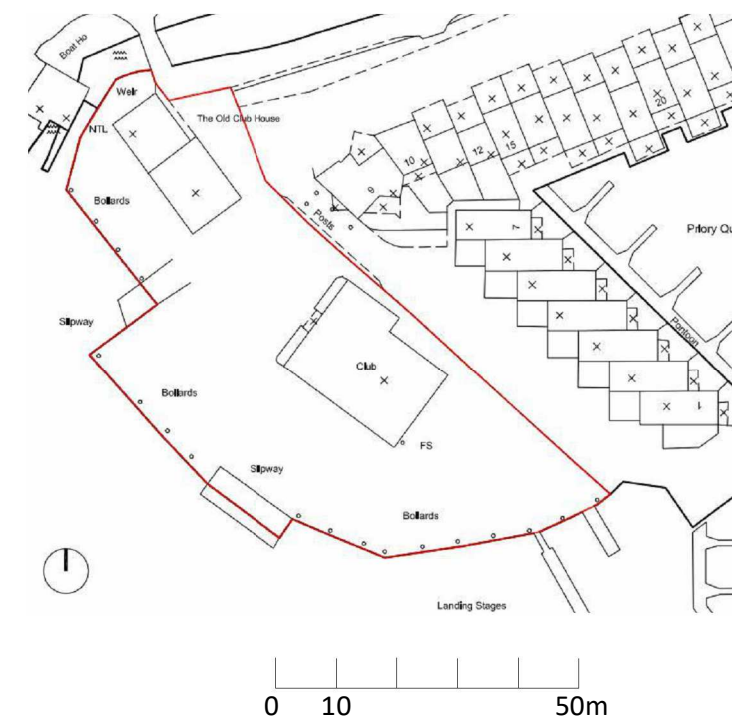 Boat Ho
Weir
NTL
The Old Club House
20
10
12
15
9
Bollards
Posts
7
Priory Qu
Slipway
Pontoon
Club
Bollards
1
FS
Slipway
Bollards
Landing Stages
0 10 50m